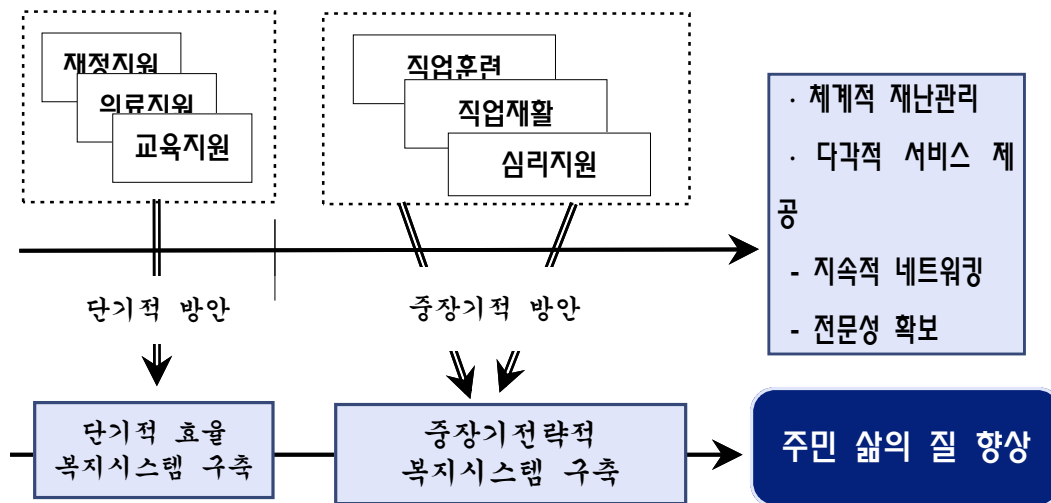 재정지원
의료지원
교육지원
직업훈련
직업재활
심리지원
· 체계적 재난관리
· 다각적 서비스 제
공
- 지속적 네트워킹
- 전문성 확보
단기적 방안
중장기적 방안
단기적 효율
복지시스템 구축
중장기전략적
복지시스템 구축
주민 삶의 질 향상